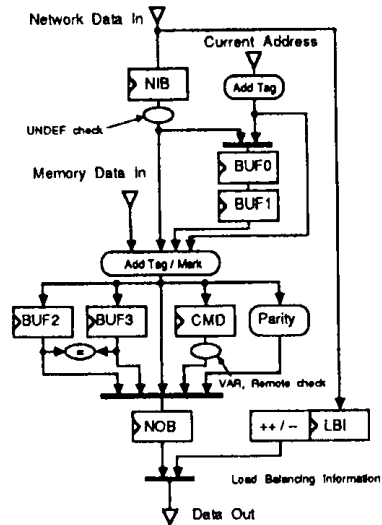 Network Data In
Current Address
NIB
Add Tag
UNDEF check
BUF0
Memory Data In
BUF1
Add Tag / Mark
BUF2
BUF3
CMD
Parity
=
VAR, Remote check
NOB
++ / --
LBI
Load Balancing Information
Data Out